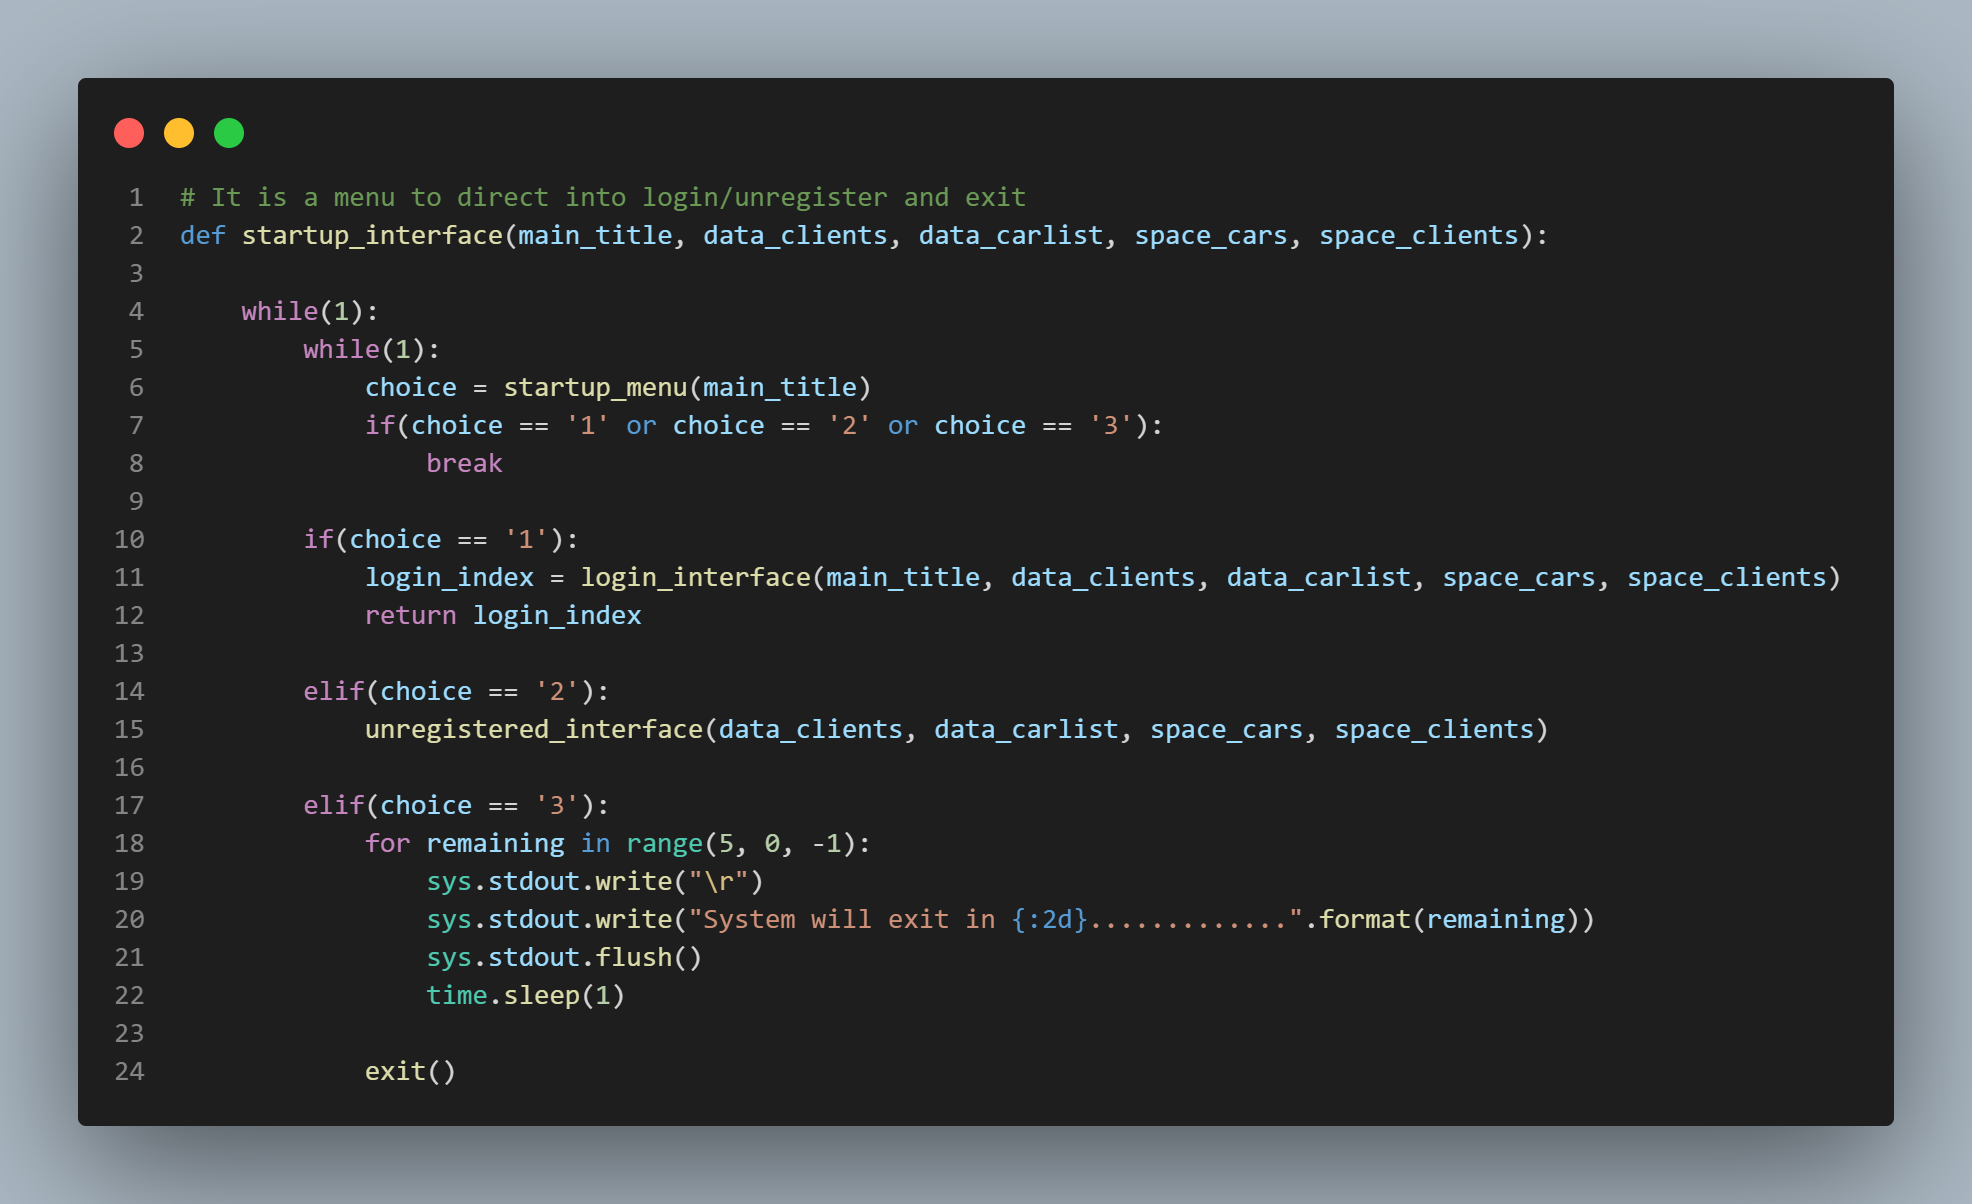 1 # It is a menu to direct into login/unregister and exit
2 def startup_interface(main_title, data_clients, data_carlist, space_cars, space_clients):
3
4     while(1):
5         while(1):
6             choice = startup_menu(main_title)
7             if(choice == '1' or choice == '2' or choice == '3'):
8                 break
9
10         if(choice == '1'):
11             login_index = login_interface(main_title, data_clients, data_carlist, space_cars, space_clients)
12             return login_index
13
14         elif(choice == '2'):
15             unregistered_interface(data_clients, data_carlist, space_cars, space_clients)
16
17         elif(choice == '3'):
18             for remaining in range(5, 0, -1):
19                 sys.stdout.write("\r")
20                 sys.stdout.write("System will exit in {:2d}.............".format(remaining))
21                 sys.stdout.flush()
22                 time.sleep(1)
23
24             exit()